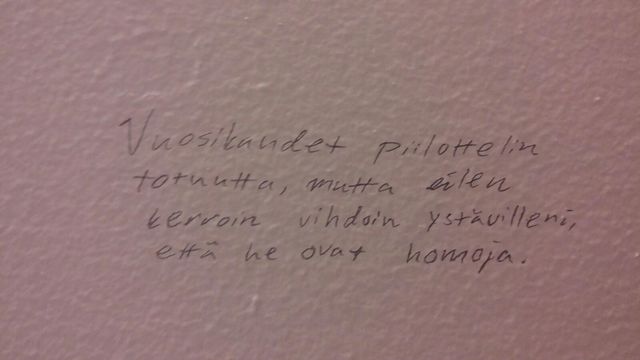 Vuosikaudet piilottelin
totuutta, mutta eilen
kerroin vihdoin ystävilleni,
että he ovat homoja.